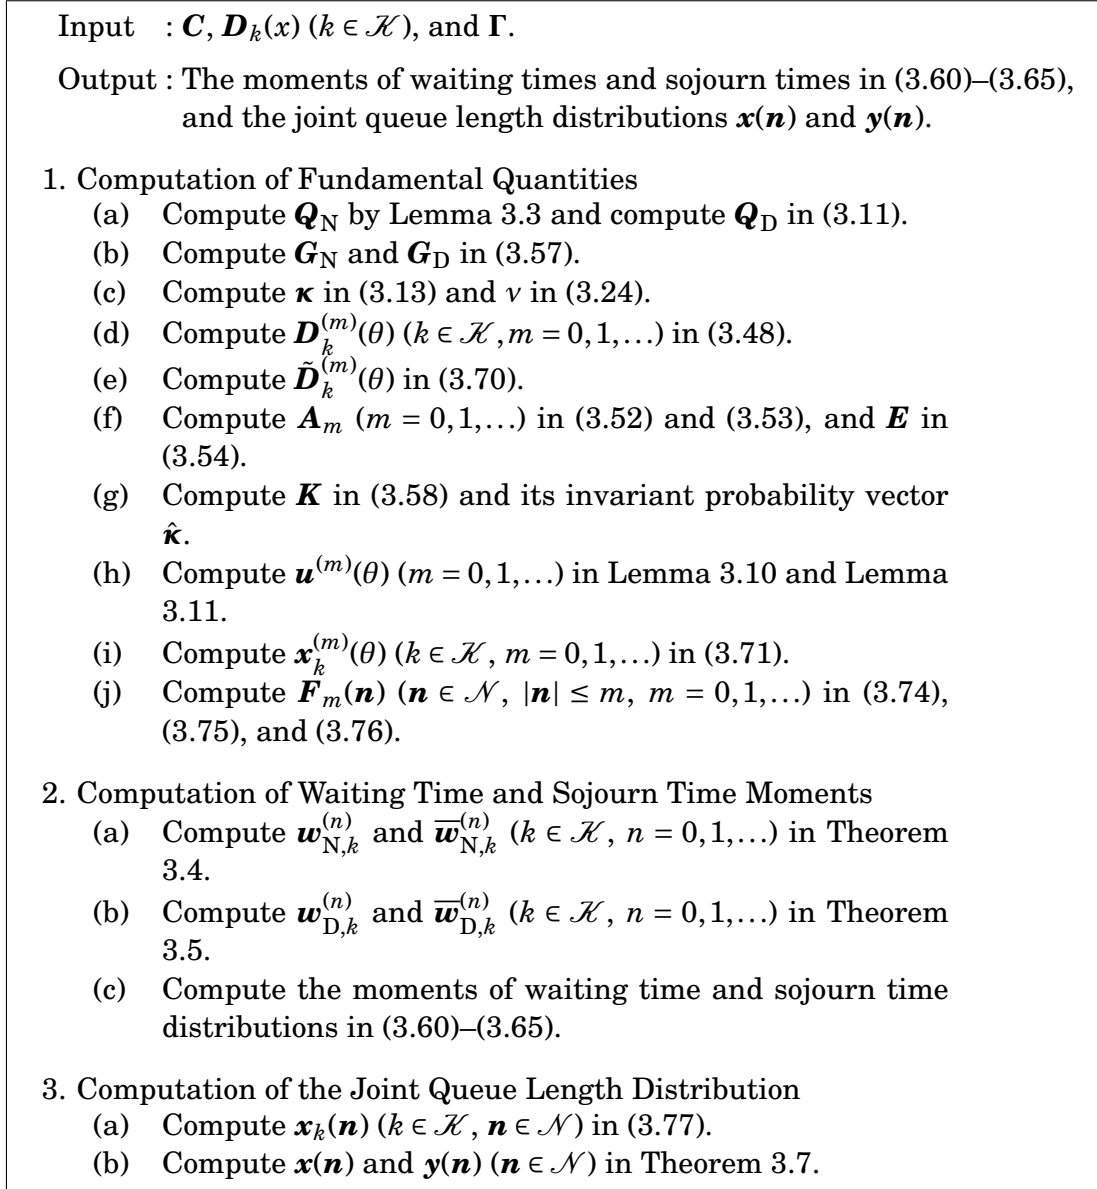 Input : C, D_k(x) (k ∈ 𝒦), and Γ.
Output : The moments of waiting times and sojourn times in (3.60)–(3.65),
and the joint queue length distributions x(n) and y(n).
1. Computation of Fundamental Quantities
(a) Compute Q_N by Lemma 3.3 and compute Q_D in (3.11).
(b) Compute G_N and G_D in (3.57).
(c) Compute κ in (3.13) and ν in (3.24).
(d) Compute D_k^{(m)}(θ) (k ∈ 𝒦, m = 0,1,…) in (3.48).
(e) Compute D̃_k^{(m)}(θ) in (3.70).
(f) Compute A_m (m = 0,1,…) in (3.52) and (3.53), and E in
(3.54).
(g) Compute K in (3.58) and its invariant probability vector
κ̂.
(h) Compute u^{(m)}(θ) (m = 0,1,…) in Lemma 3.10 and Lemma
3.11.
(i) Compute x_k^{(m)}(θ) (k ∈ 𝒦, m = 0,1,…) in (3.71).
(j) Compute F_m(n) (n ∈ 𝒩, |n| ≤ m, m = 0,1,…) in (3.74),
(3.75), and (3.76).
2. Computation of Waiting Time and Sojourn Time Moments
(a) Compute w_{N,k}^{(n)} and w̅_{N,k}^{(n)} (k ∈ 𝒦, n = 0,1,…) in Theorem
3.4.
(b) Compute w_{D,k}^{(n)} and w̅_{D,k}^{(n)} (k ∈ 𝒦, n = 0,1,…) in Theorem
3.5.
(c) Compute the moments of waiting time and sojourn time
distributions in (3.60)–(3.65).
3. Computation of the Joint Queue Length Distribution
(a) Compute x_k(n) (k ∈ 𝒦, n ∈ 𝒩) in (3.77).
(b) Compute x(n) and y(n) (n ∈ 𝒩) in Theorem 3.7.